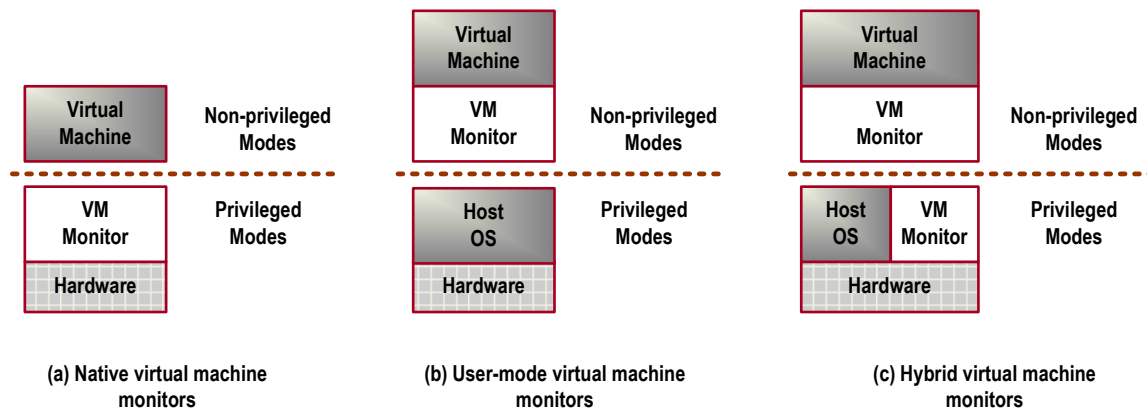 Virtual
Machine
Non-privileged
Modes
VM
Monitor
Privileged
Modes
Hardware
(a) Native virtual machine
monitors
Virtual
Machine
VM
Monitor
Non-privileged
Modes
Host
OS
Privileged
Modes
Hardware
(b) User-mode virtual machine
monitors
Virtual
Machine
VM
Monitor
Non-privileged
Modes
Host
OS
VM
Monitor
Privileged
Modes
Hardware
(c) Hybrid virtual machine
monitors